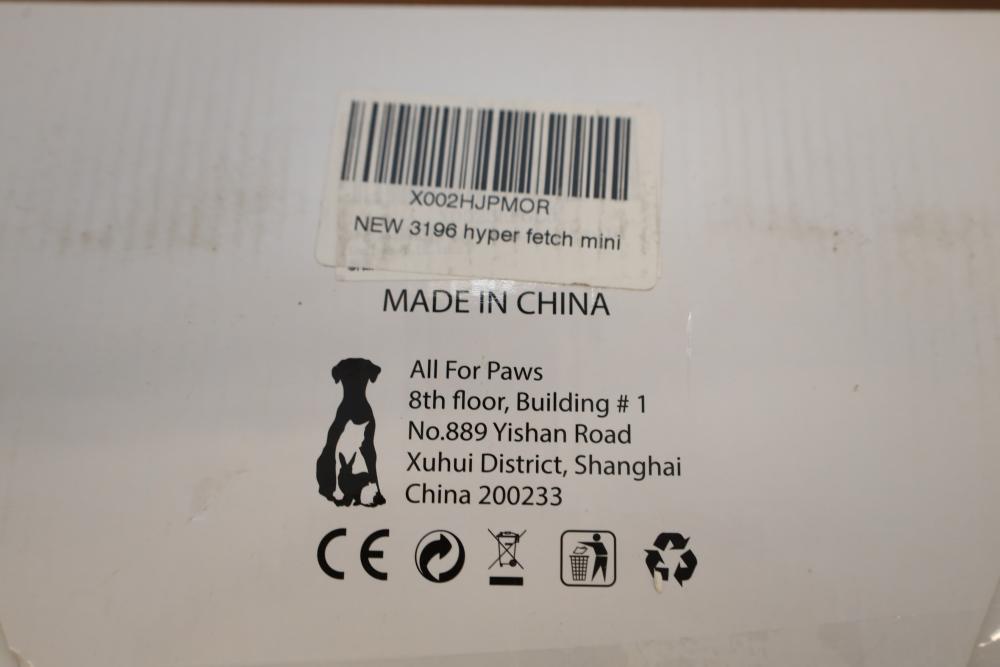 X002HJPMOR
NEW 3196 hyper fetch mini
MADE IN CHINA
All For Paws
8th floor, Building # 1
No.889 Yishan Road
Xuhui District, Shanghai
China 200233
CE